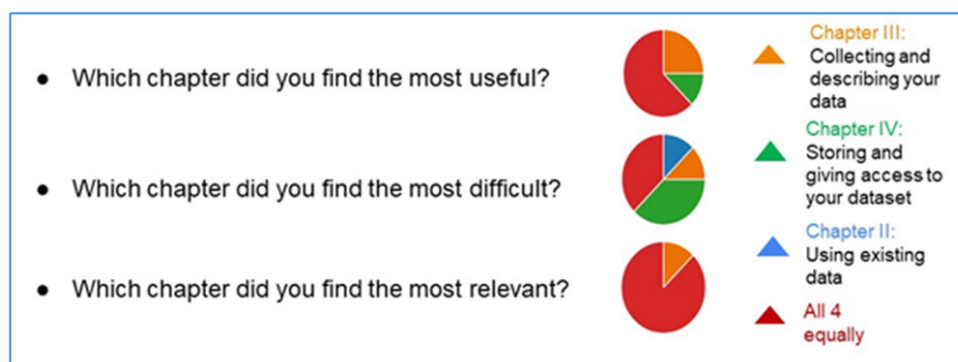 ● Which chapter did you find the most useful?
● Which chapter did you find the most difficult?
● Which chapter did you find the most relevant?
Chapter III:
Collecting and
describing your
data
Chapter IV:
Storing and
giving access to
your dataset
Chapter II:
Using existing
data
All 4
equally